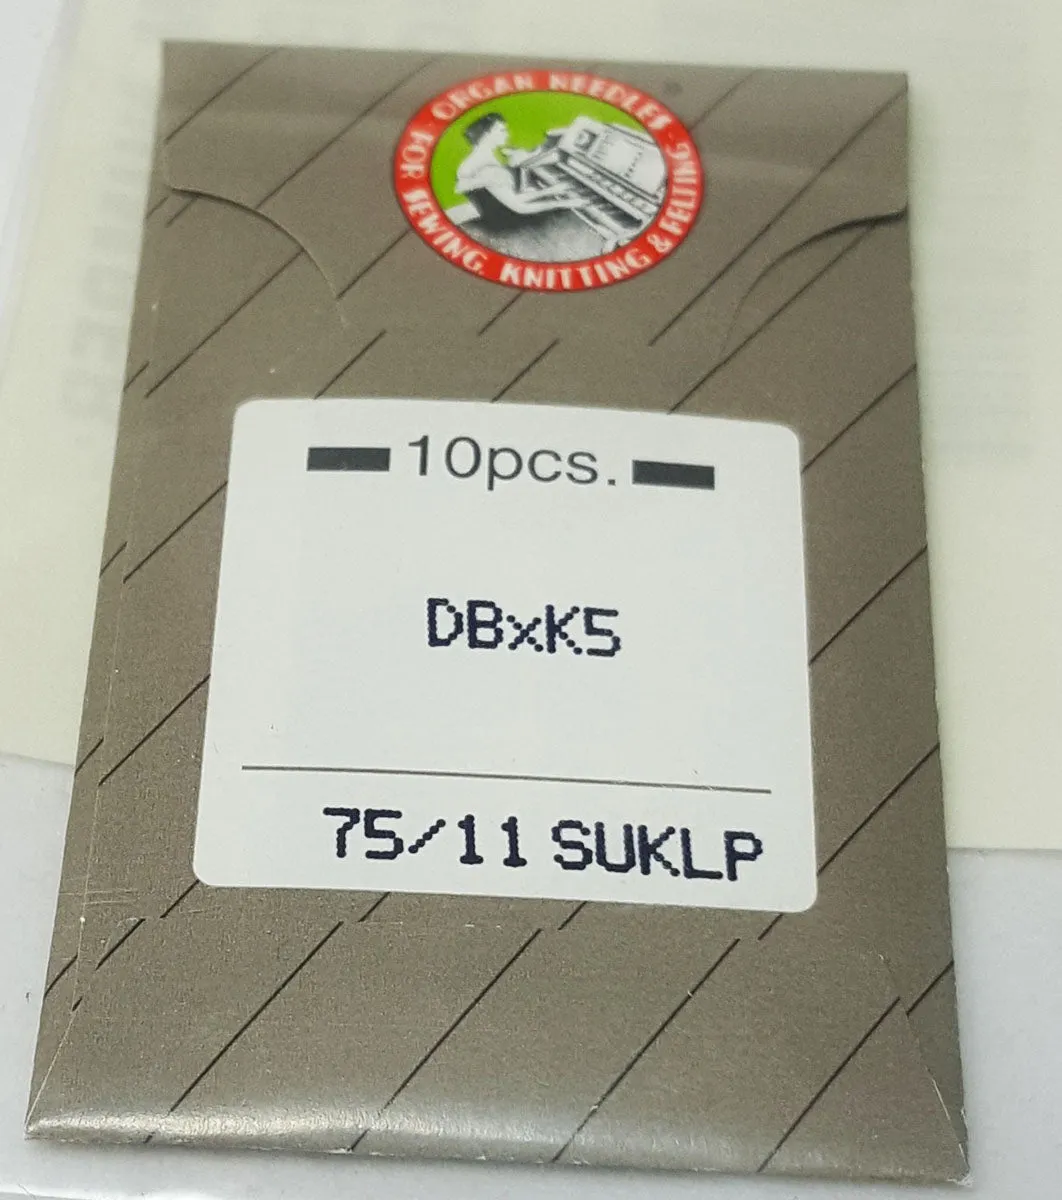 ORGAN NEEDLES
· FOR SEWING, KNITTING & FELTING ·
10pcs.
DBxK5
75/11 SUKLP